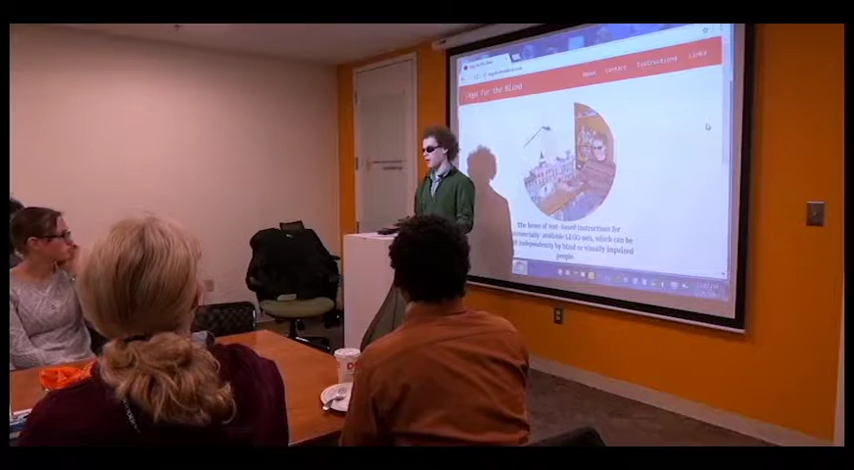 About Contact Instructions Links
Lego for the Blind
The home of text-based instructions for
commercially-available LEGO sets, which can be
independently by blind or visually impaired
people.